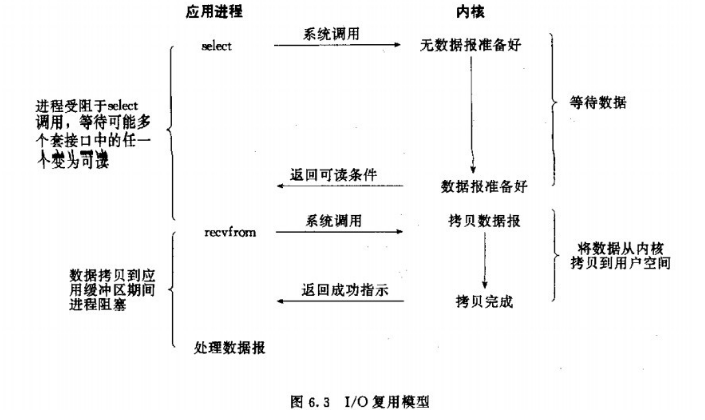 应用进程
内核
select
系统调用
无数据报准备好
进程受阻于select
调用，等待可能多
个套接口中的任一
个变为可读
等待数据
返回可读条件
数据报准备好
recvfrom
系统调用
拷贝数据报
数据拷贝到应
用缓冲区期间
进程阻塞
将数据从内核
拷贝到用户空间
返回成功指示
拷贝完成
处理数据报
图 6.3 I/O 复用模型